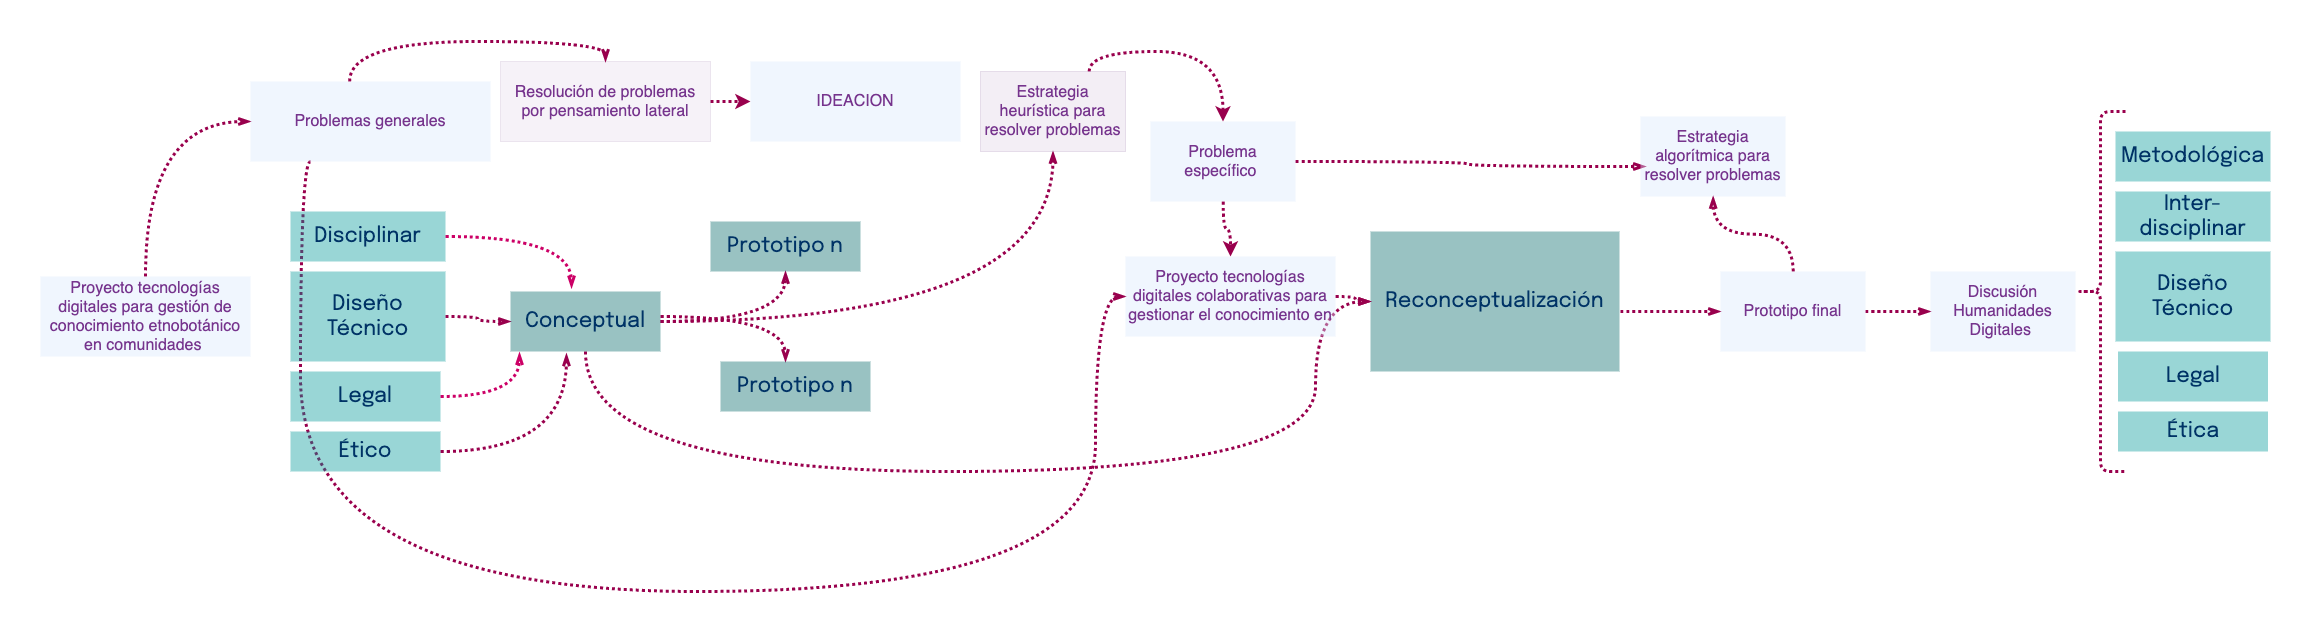 Proyecto tecnologías
digitales para gestión de
conocimiento etnobotánico
en comunidades
Problemas generales
Resolución de problemas
por pensamiento lateral
IDEACION
Disciplinar
Diseño
Técnico
Legal
Ético
Conceptual
Prototipo n
Prototipo n
Estrategia
heurística para
resolver problemas
Problema
específico
Proyecto tecnologías
digitales colaborativas para
gestionar el conocimiento en
Reconceptualización
Estrategia
algorítmica para
resolver problemas
Prototipo final
Discusión
Humanidades
Digitales
Metodológica
Inter-
disciplinar
Diseño
Técnico
Legal
Ética